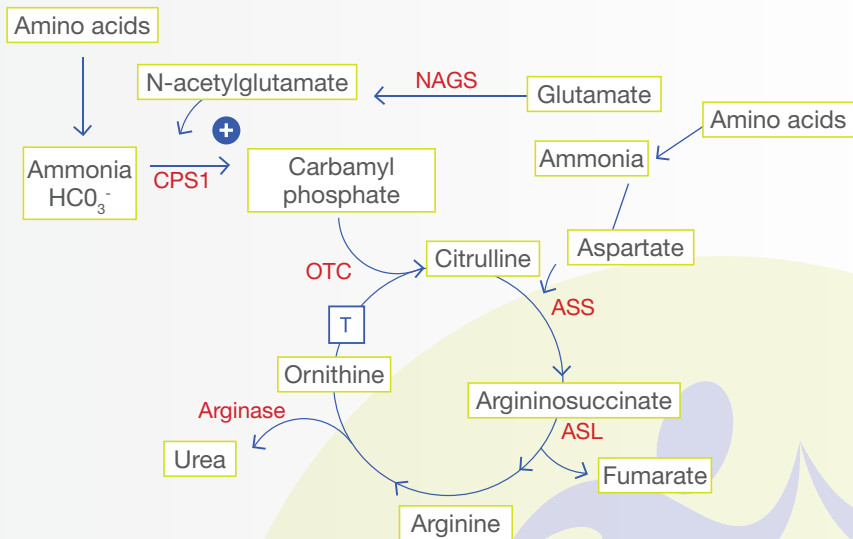 Amino acids
N-acetylglutamate
NAGS
Glutamate
Amino acids
+
Ammonia
HC0₃⁻
CPS1
Carbamyl
phosphate
Ammonia
Aspartate
OTC
Citrulline
ASS
T
Ornithine
Argininosuccinate
Arginase
ASL
Urea
Fumarate
Arginine